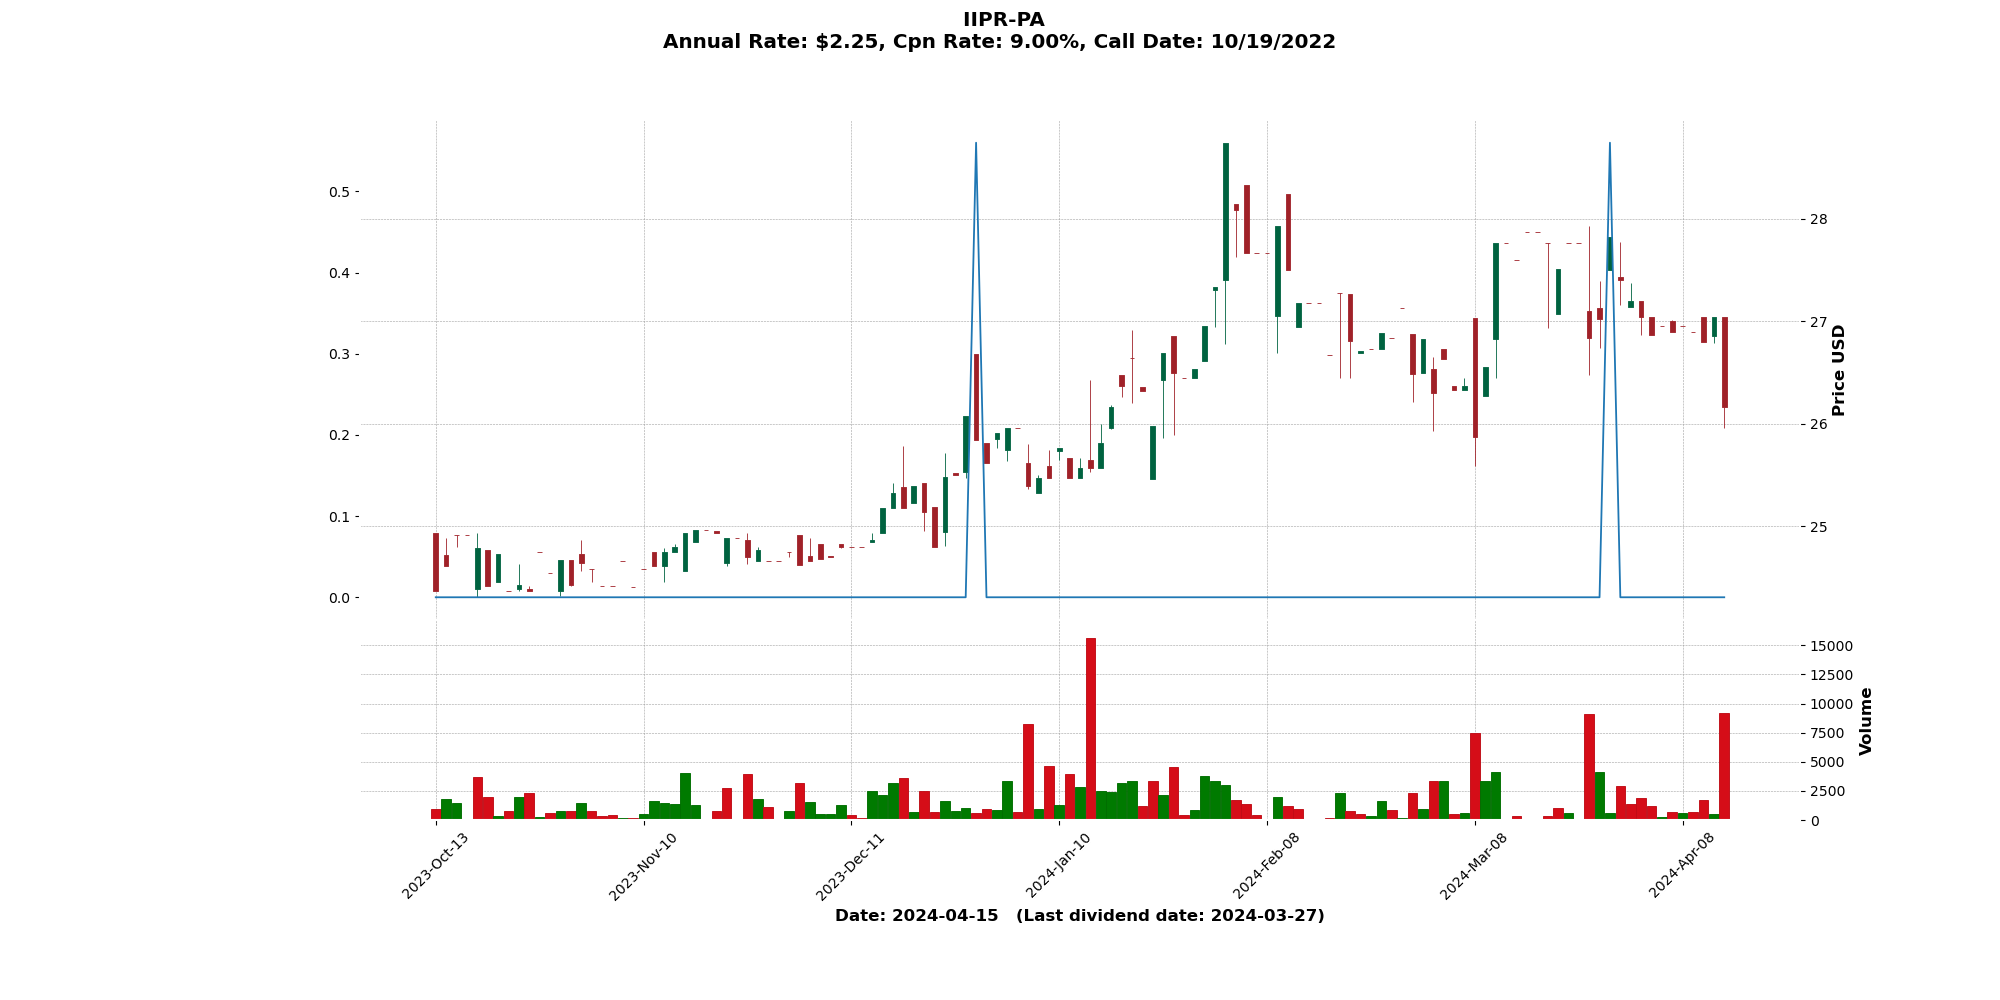 IIPR-PA
Annual Rate: $2.25, Cpn Rate: 9.00%, Call Date: 10/19/2022
0.5
0.4
0.3
0.2
0.1
0.0
28
27
26
25
Price USD
15000
12500
10000
7500
5000
2500
0
Volume
2023-Oct-13
2023-Nov-10
2023-Dec-11
2024-Jan-10
2024-Feb-08
2024-Mar-08
2024-Apr-08
Date: 2024-04-15 (Last dividend date: 2024-03-27)